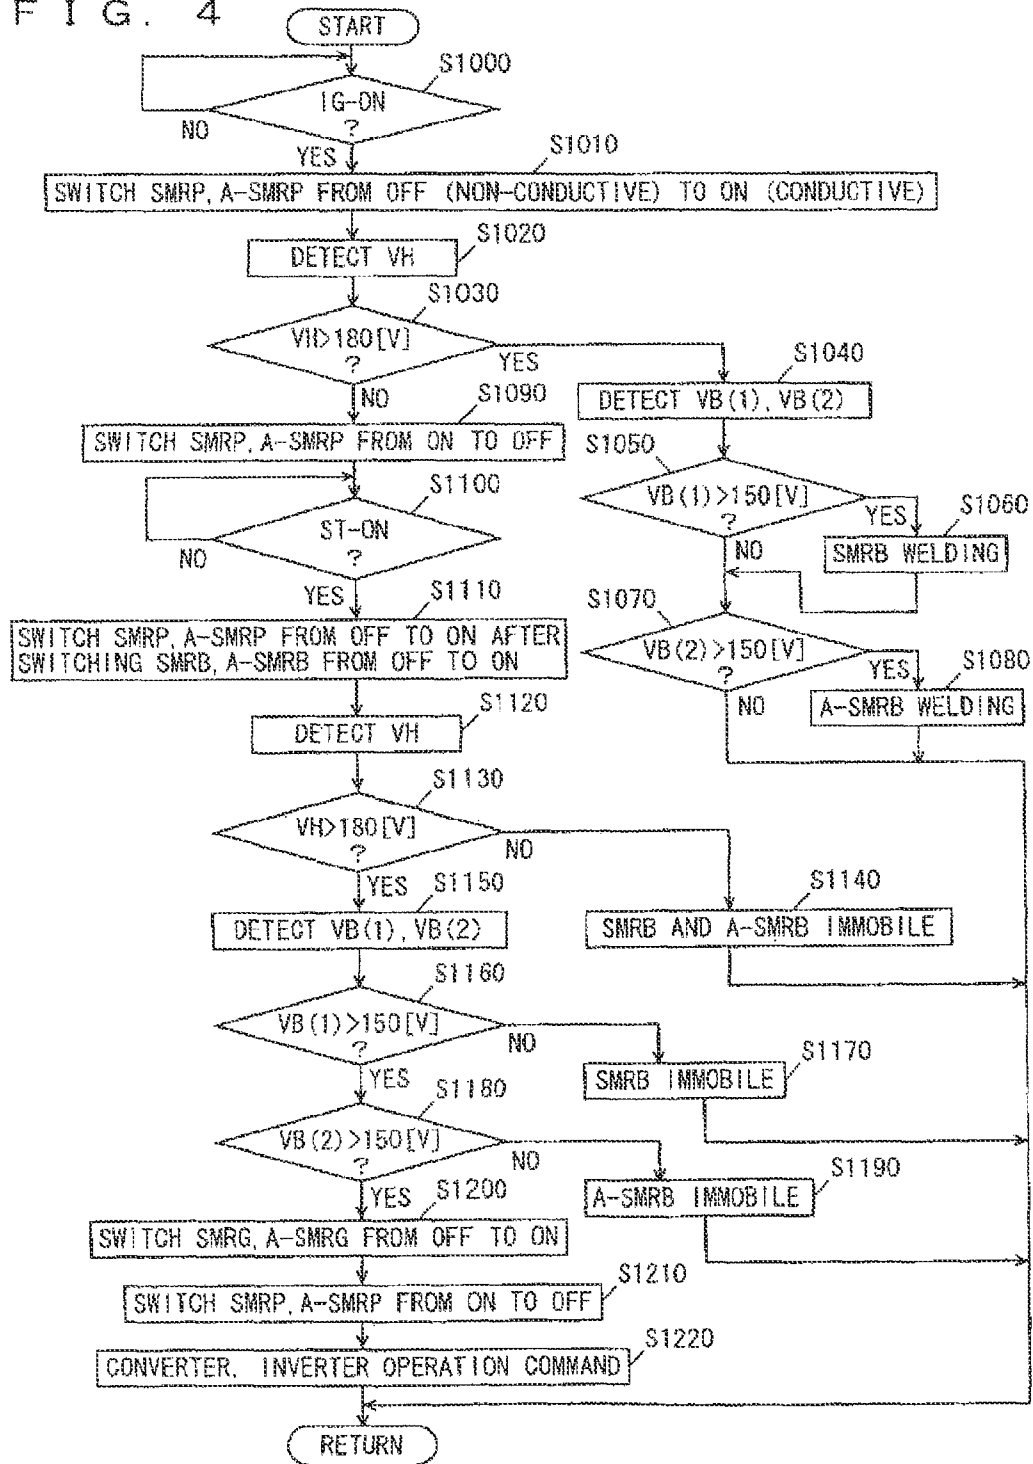 FIG. 4
START
S1000
IG-ON
?
NO
YES
S1010
SWITCH SMRP, A-SMRP FROM OFF (NON-CONDUCTIVE) TO ON (CONDUCTIVE)
S1020
DETECT VH
S1030
VH>180[V]
?
YES
NO
S1040
DETECT VB(1), VB(2)
S1090
SWITCH SMRP, A-SMRP FROM ON TO OFF
S1050
VB(1)>150[V]
?
YES
NO
S1060
SMRB WELDING
S1100
ST-ON
?
NO
YES
S1070
VB(2)>150[V]
?
YES
NO
S1080
A-SMRB WELDING
S1110
SWITCH SMRP, A-SMRP FROM OFF TO ON AFTER
SWITCHING SMRB, A-SMRB FROM OFF TO ON
S1120
DETECT VH
S1130
VH>180[V]
?
NO
YES
S1140
SMRB AND A-SMRB IMMOBILE
S1150
DETECT VB(1), VB(2)
S1160
VB(1)>150[V]
?
NO
YES
S1170
SMRB IMMOBILE
S1180
VB(2)>150[V]
?
NO
YES
S1190
A-SMRB IMMOBILE
S1200
SWITCH SMRG, A-SMRG FROM OFF TO ON
S1210
SWITCH SMRP, A-SMRP FROM ON TO OFF
S1220
CONVERTER, INVERTER OPERATION COMMAND
RETURN